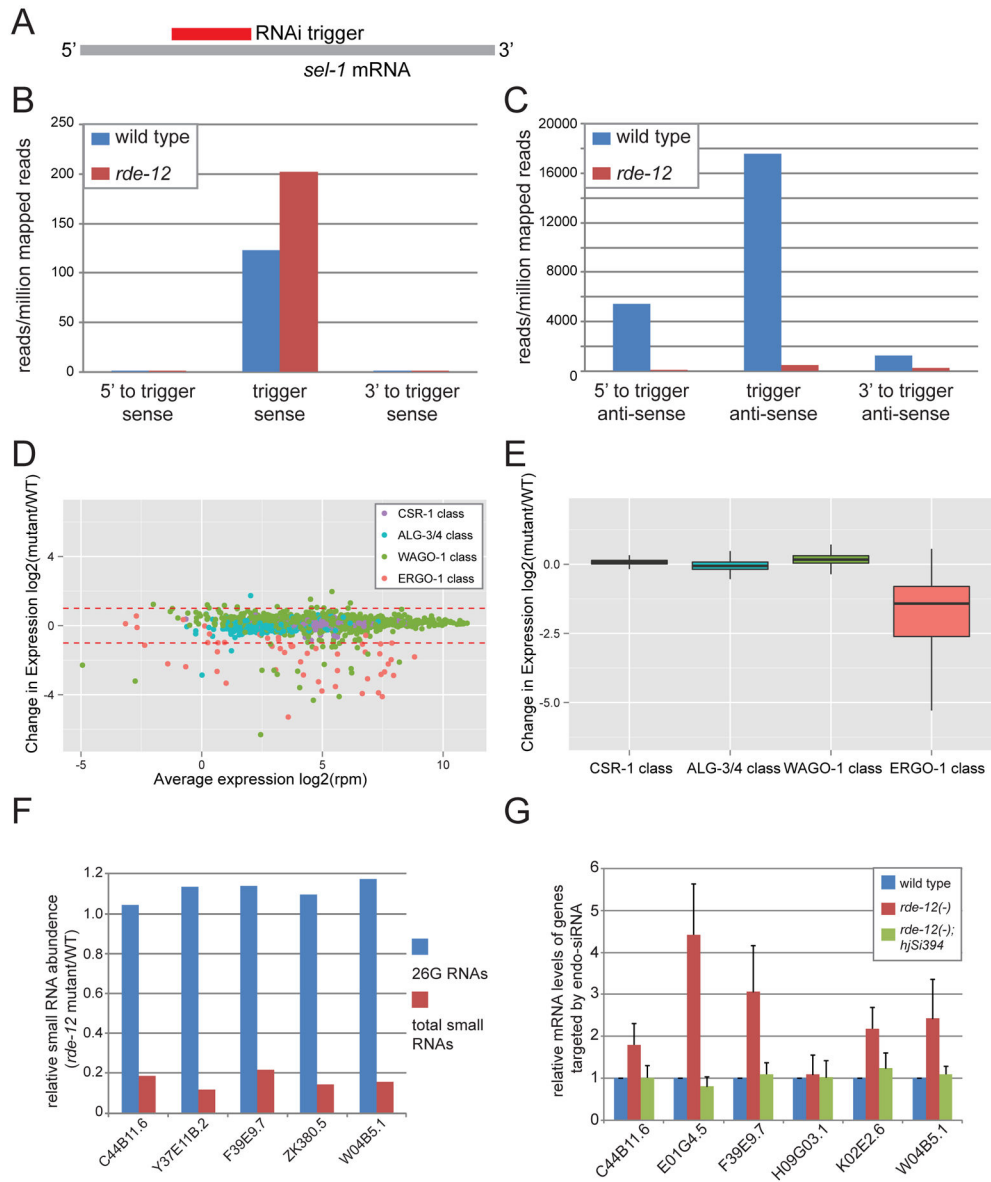 A
RNAi trigger
5’
3’
sel-1 mRNA
B
reads/million mapped reads
250
200
150
100
50
0
wild type
rde-12
5’ to trigger sense
trigger sense
3’ to trigger sense
C
reads/million mapped reads
20000
16000
12000
8000
4000
0
wild type
rde-12
5’ to trigger anti-sense
trigger anti-sense
3’ to trigger anti-sense
D
Change in Expression log2(mutant/WT)
4
0
-4
CSR-1 class
ALG-3/4 class
WAGO-1 class
ERGO-1 class
-5
0
5
10
Average expression log2(rpm)
E
Change in Expression log2(mutant/WT)
0.0
-2.5
-5.0
CSR-1 class
ALG-3/4 class
WAGO-1 class
ERGO-1 class
F
relative small RNA abundance
(rde-12 mutant/WT)
1.2
1.0
0.8
0.6
0.4
0.2
0
26G RNAs
total small
RNAs
C44B11.6
Y37E11B.2
F39E9.7
ZK380.5
W04B5.1
G
relative mRNA levels of genes
targeted by endo-siRNA
6
5
4
3
2
1
0
wild type
rde-12(-)
rde-12(-);
hjSi394
C44B11.6
E01G4.5
F39E9.7
H09G03.1
K02E2.6
W04B5.1